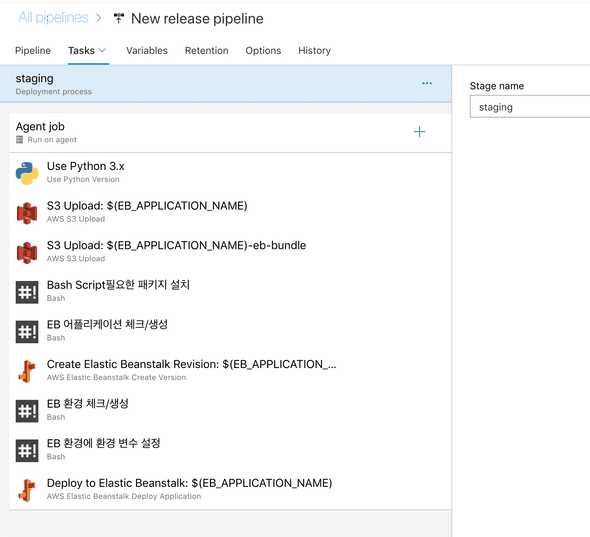 All pipelines > New release pipeline
Pipeline Tasks Variables Retention Options History
staging
Deployment process
...
Stage name
staging
Agent job
Run on agent
Use Python 3.x
Use Python Version
S3 Upload: $(EB_APPLICATION_NAME)
AWS S3 Upload
S3 Upload: $(EB_APPLICATION_NAME)-eb-bundle
AWS S3 Upload
Bash Script필요한 패키지 설치
Bash
EB 어플리케이션 체크/생성
Bash
Create Elastic Beanstalk Revision: $(EB_APPLICATION_...
AWS Elastic Beanstalk Create Version
EB 환경 체크/생성
Bash
EB 환경에 환경 변수 설정
Bash
Deploy to Elastic Beanstalk: $(EB_APPLICATION_NAME)
AWS Elastic Beanstalk Deploy Application